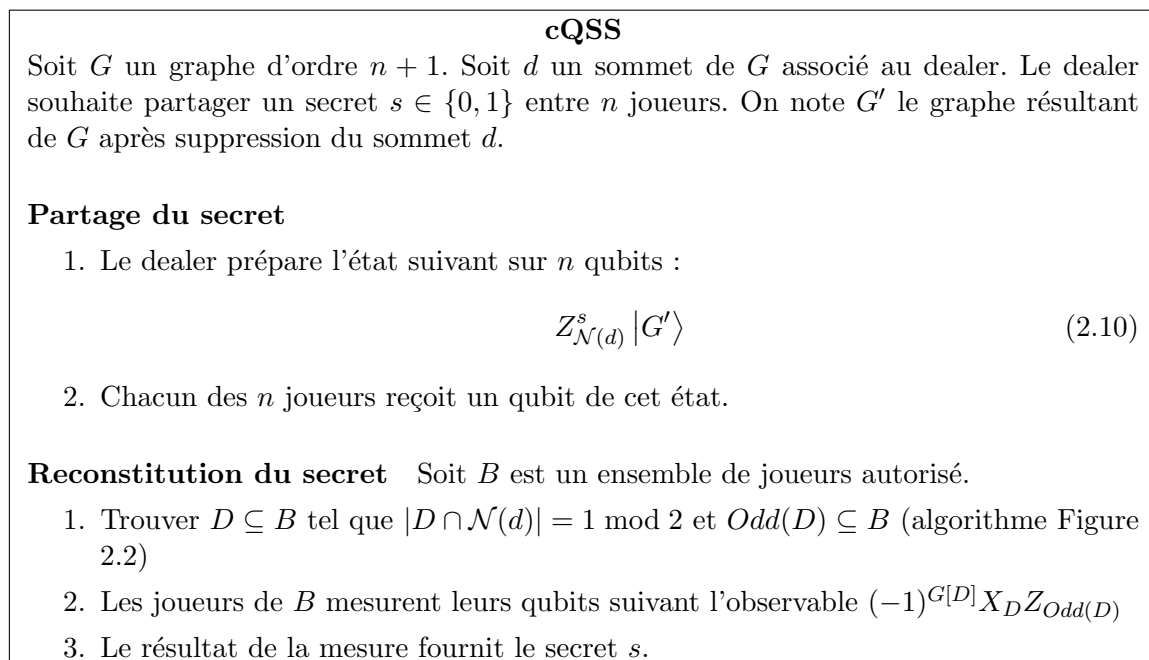 cQSS
Soit G un graphe d'ordre n + 1. Soit d un sommet de G associé au dealer. Le dealer
souhaite partager un secret s ∈ {0, 1} entre n joueurs. On note G′ le graphe résultant
de G après suppression du sommet d.
Partage du secret
1. Le dealer prépare l'état suivant sur n qubits :
Z^s_{𝒩(d)} |G′⟩ (2.10)
2. Chacun des n joueurs reçoit un qubit de cet état.
Reconstitution du secret Soit B est un ensemble de joueurs autorisé.
1. Trouver D ⊆ B tel que |D ∩ 𝒩(d)| = 1 mod 2 et Odd(D) ⊆ B (algorithme Figure
2.2)
2. Les joueurs de B mesurent leurs qubits suivant l'observable (−1)^{G[D]} X_D Z_{Odd(D)}
3. Le résultat de la mesure fournit le secret s.